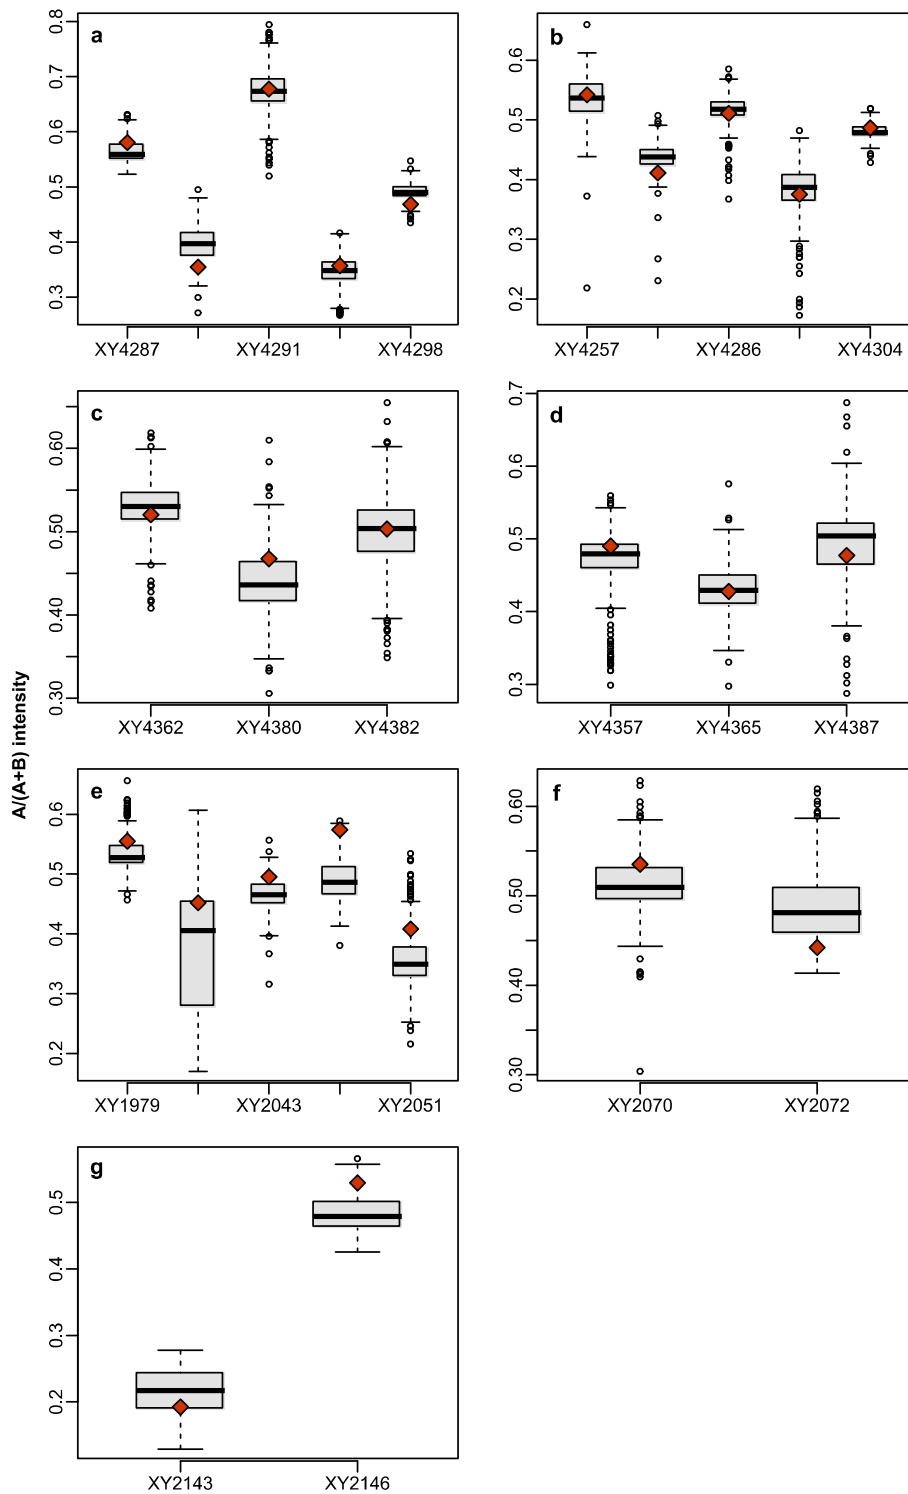 a
0.8
0.7
0.6
0.5
0.4
0.3
XY4287 XY4291 XY4298
b
0.6
0.5
0.4
0.3
0.2
XY4257 XY4286 XY4304
c
0.60
0.50
0.40
0.30
XY4362 XY4380 XY4382
d
0.7
0.6
0.5
0.4
0.3
XY4357 XY4365 XY4387
A/(A+B) intensity
e
0.6
0.5
0.4
0.3
0.2
XY1979 XY2043 XY2051
f
0.60
0.50
0.40
0.30
XY2070 XY2072
g
0.5
0.4
0.3
0.2
XY2143 XY2146